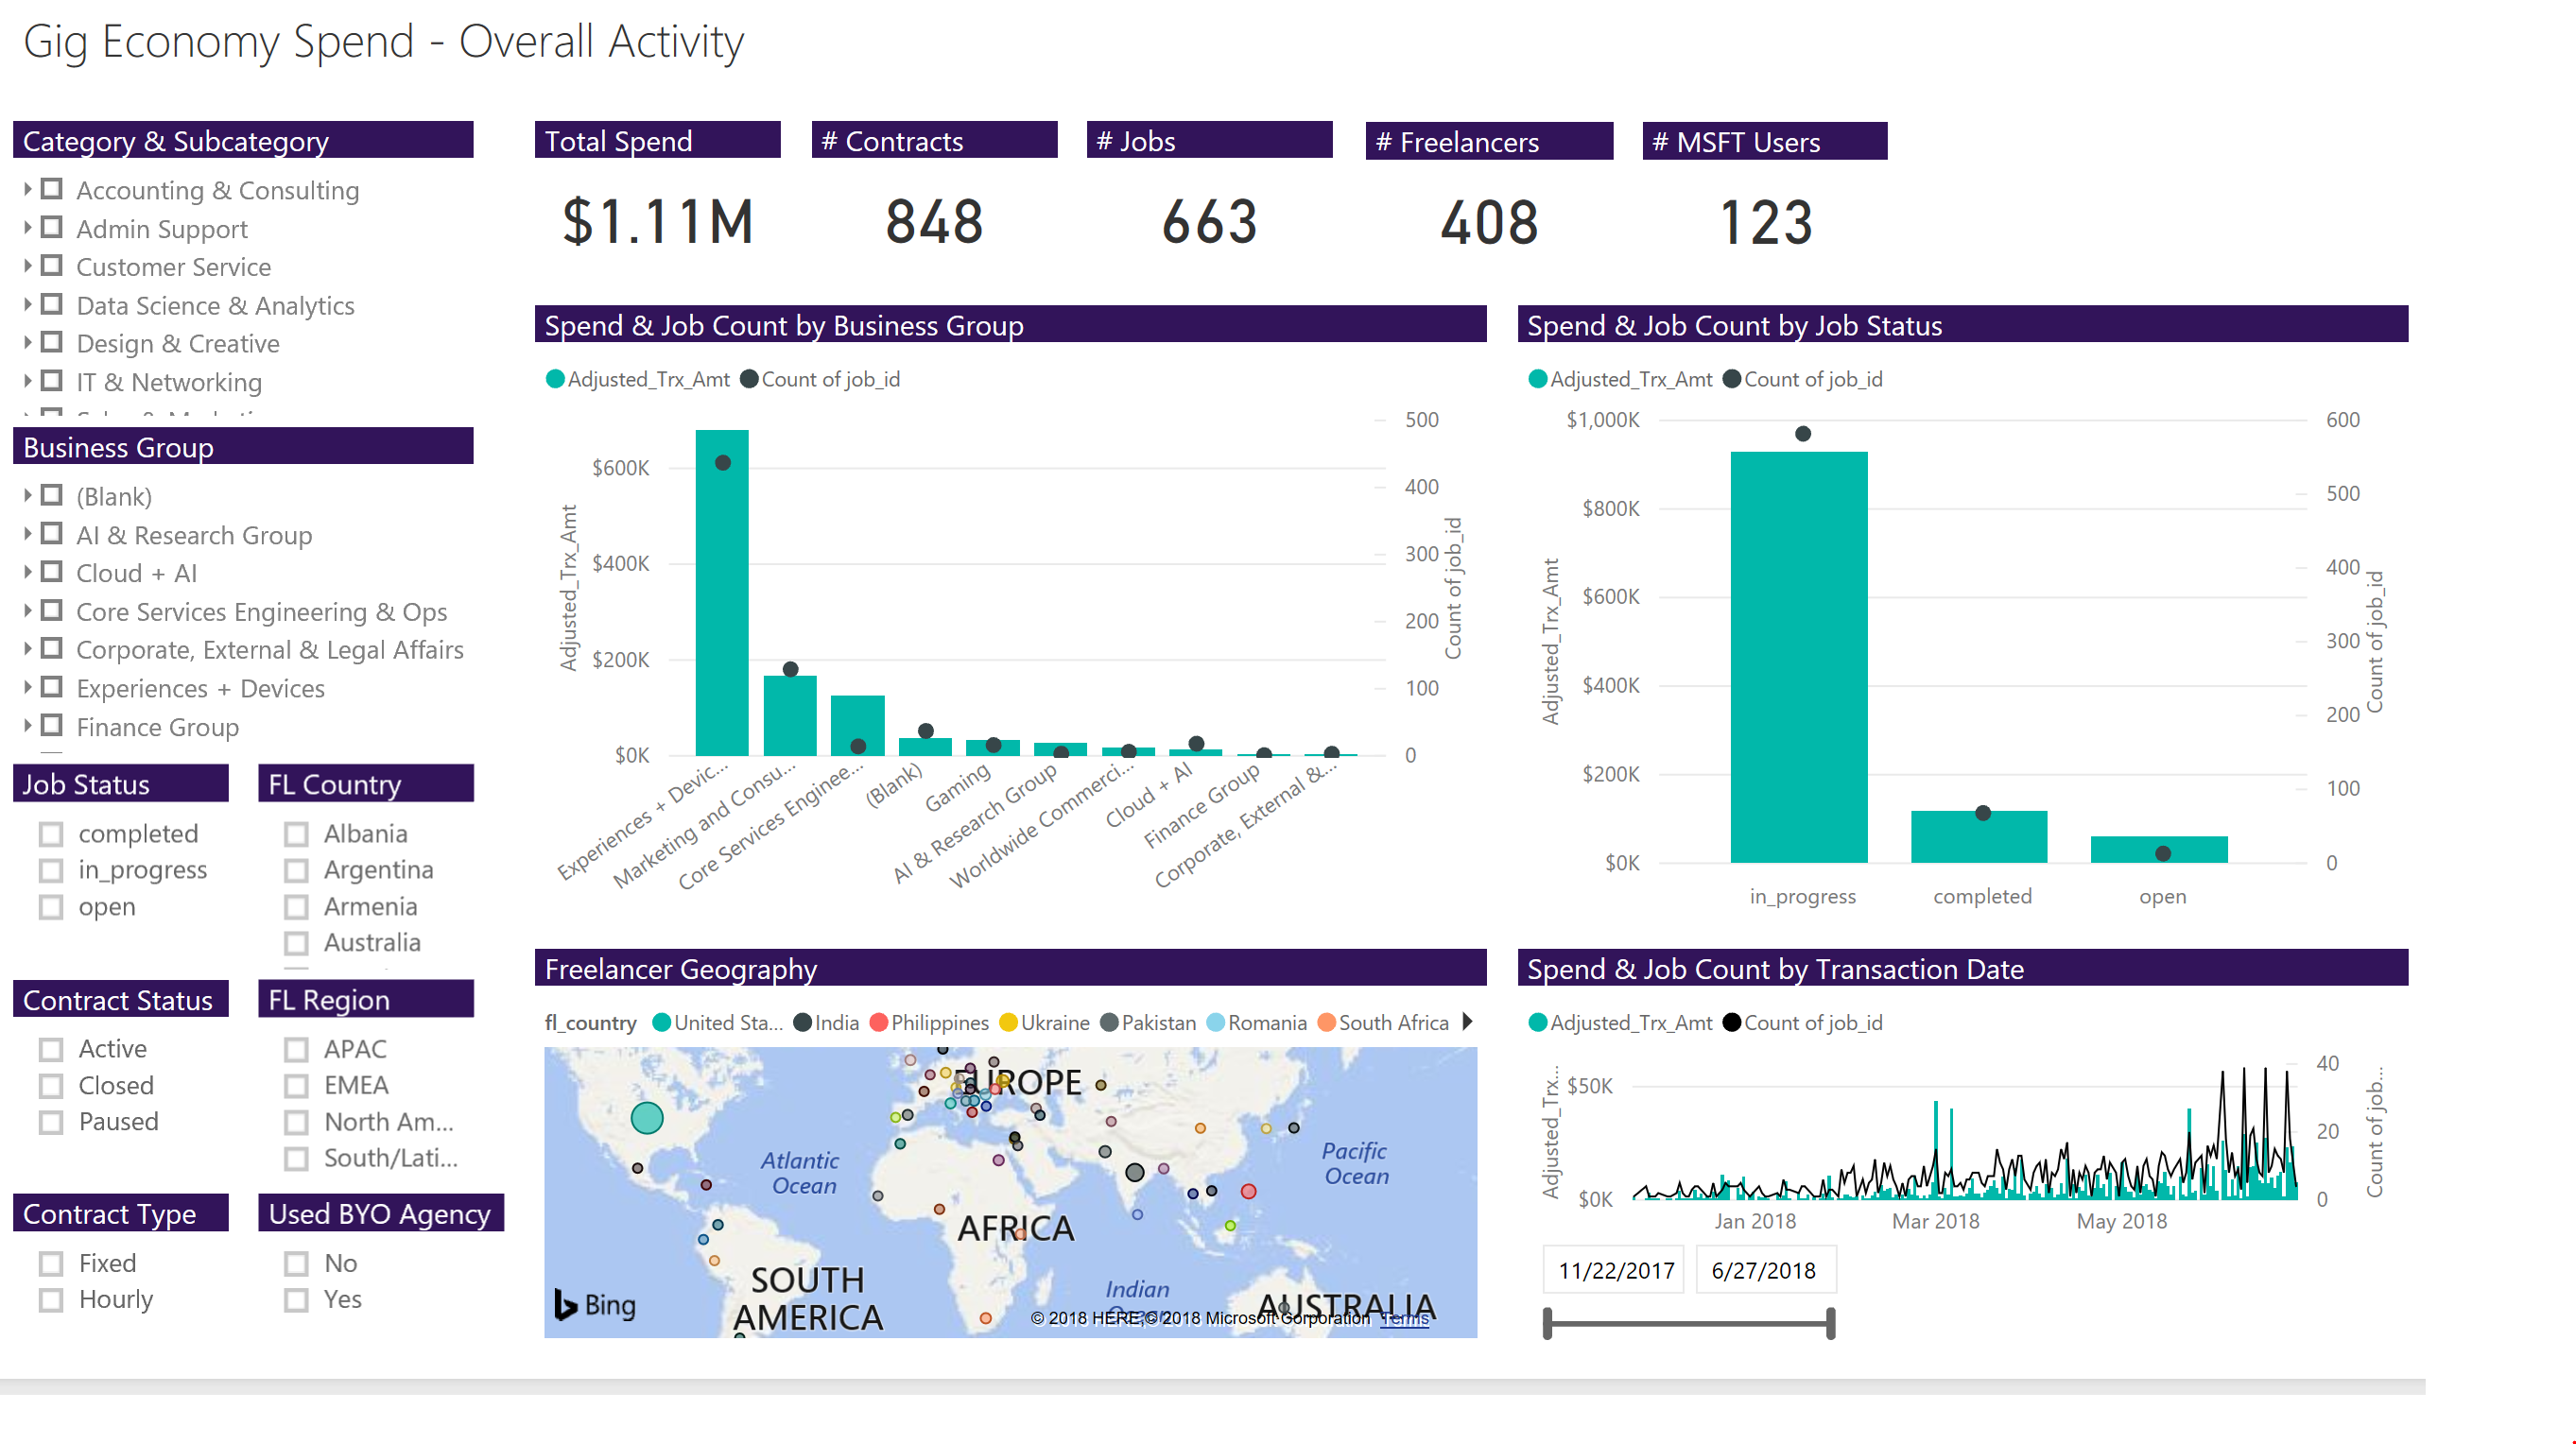 Gig Economy Spend - Overall Activity
Category & Subcategory
Accounting & Consulting
Admin Support
Customer Service
Data Science & Analytics
Design & Creative
IT & Networking
Business Group
(Blank)
AI & Research Group
Cloud + AI
Core Services Engineering & Ops
Corporate, External & Legal Affairs
Experiences + Devices
Finance Group
Job Status
completed
in_progress
open
FL Country
Albania
Argentina
Armenia
Australia
Contract Status
Active
Closed
Paused
FL Region
APAC
EMEA
North Am...
South/Lati...
Contract Type
Fixed
Hourly
Used BYO Agency
No
Yes
Total Spend
$1.11M
# Contracts
848
# Jobs
663
# Freelancers
408
# MSFT Users
123
Spend & Job Count by Business Group
Adjusted_Trx_Amt Count of job_id
Adjusted_Trx_Amt
$600K
$400K
$200K
$0K
500
400
300
200
100
0
Count of job_id
Experiences + Devic...
Marketing and Consu...
Core Services Enginee...
(Blank)
Gaming
AI & Research Group
Worldwide Commerci...
Cloud + AI
Finance Group
Corporate, External &...
Spend & Job Count by Job Status
Adjusted_Trx_Amt Count of job_id
Adjusted_Trx_Amt
$1,000K
$800K
$600K
$400K
$200K
$0K
600
500
400
300
200
100
0
Count of job_id
in_progress
completed
open
Freelancer Geography
fl_country United Sta... India Philippines Ukraine Pakistan Romania South Africa
EUROPE
Atlantic
Ocean
Pacific
Ocean
AFRICA
SOUTH
AMERICA
Indian
AUSTRALIA
Bing
© 2018 HERE,© 2018 Microsoft Corporation Terms
Spend & Job Count by Transaction Date
Adjusted_Trx_Amt Count of job_id
Adjusted_Trx...
$50K
$0K
40
20
0
Count of job...
Jan 2018
Mar 2018
May 2018
11/22/2017
6/27/2018